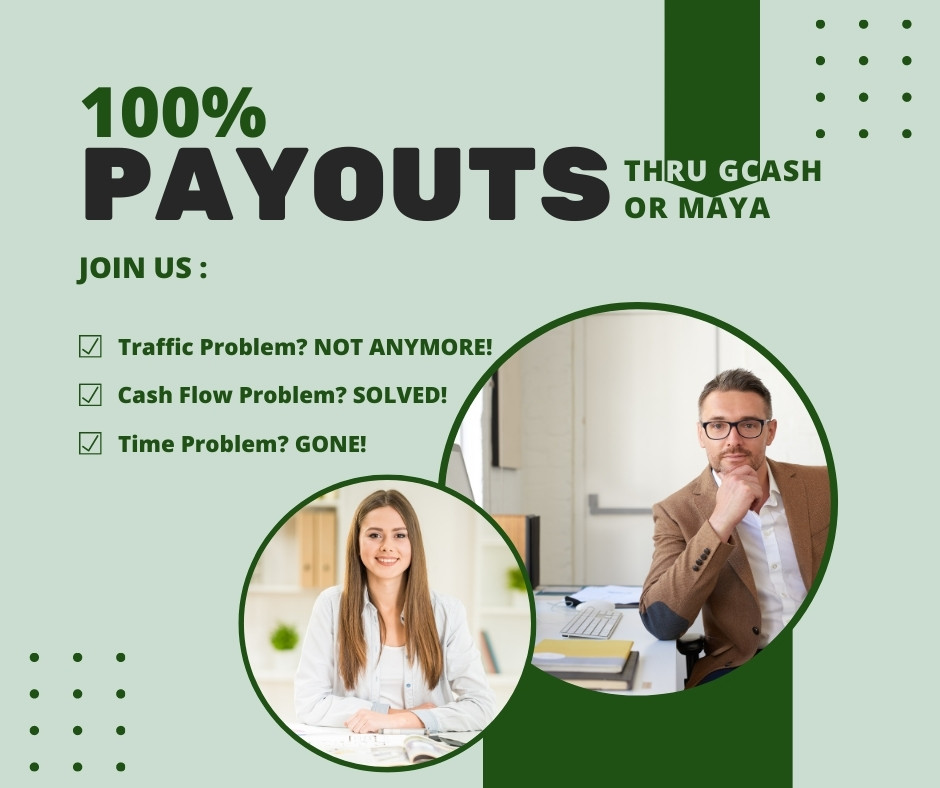 100%
PAYOUTS
THRU GCASH
OR MAYA
JOIN US :
☑ Traffic Problem? NOT ANYMORE!
☑ Cash Flow Problem? SOLVED!
☑ Time Problem? GONE!